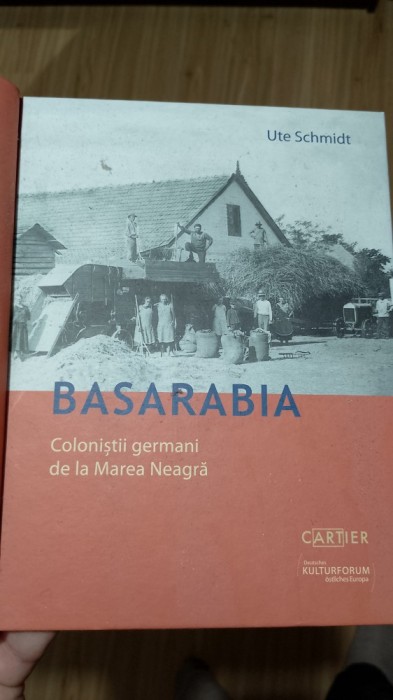 Ute Schmidt
BASARABIA
Coloniștii germani
de la Marea Neagră
CARTIER
Deutsches
KULTURFORUM
östliches Europa